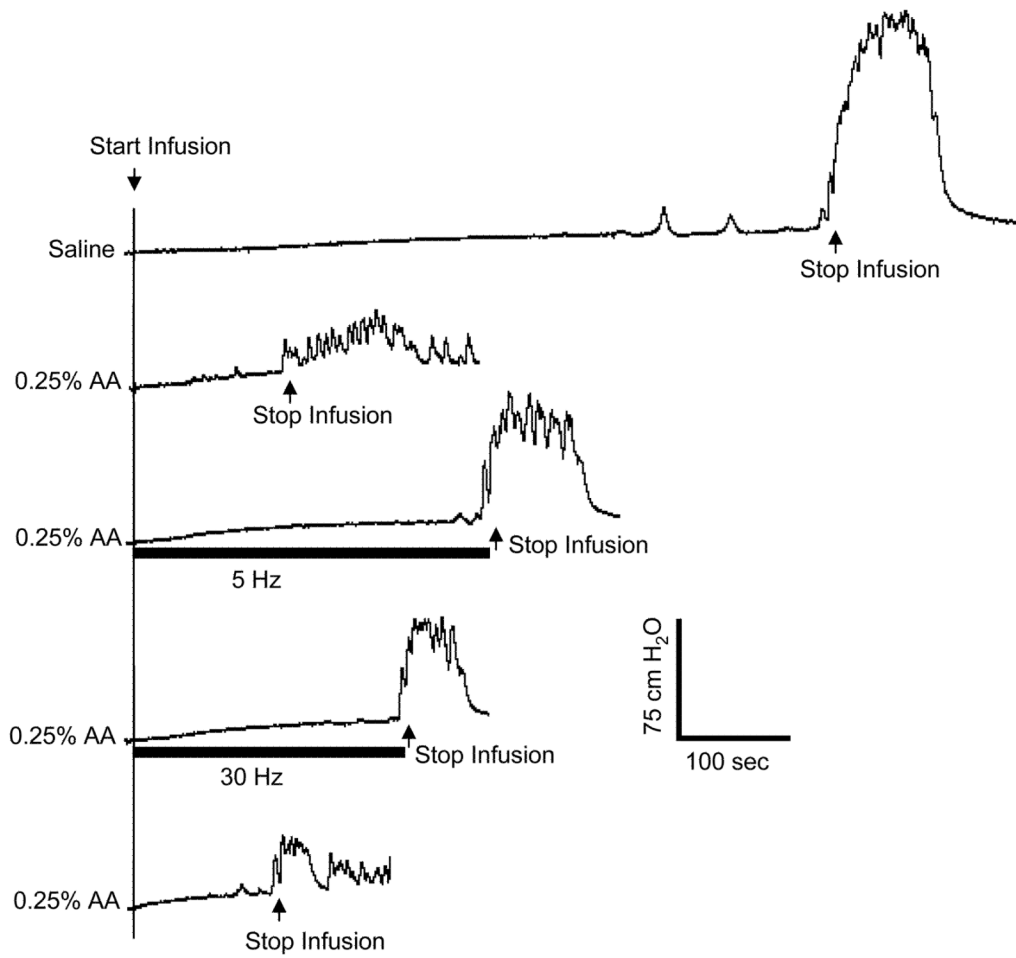 Start Infusion
Saline
Stop Infusion
0.25% AA
Stop Infusion
0.25% AA
Stop Infusion
5 Hz
75 cm H₂O
0.25% AA
Stop Infusion
100 sec
30 Hz
0.25% AA
Stop Infusion